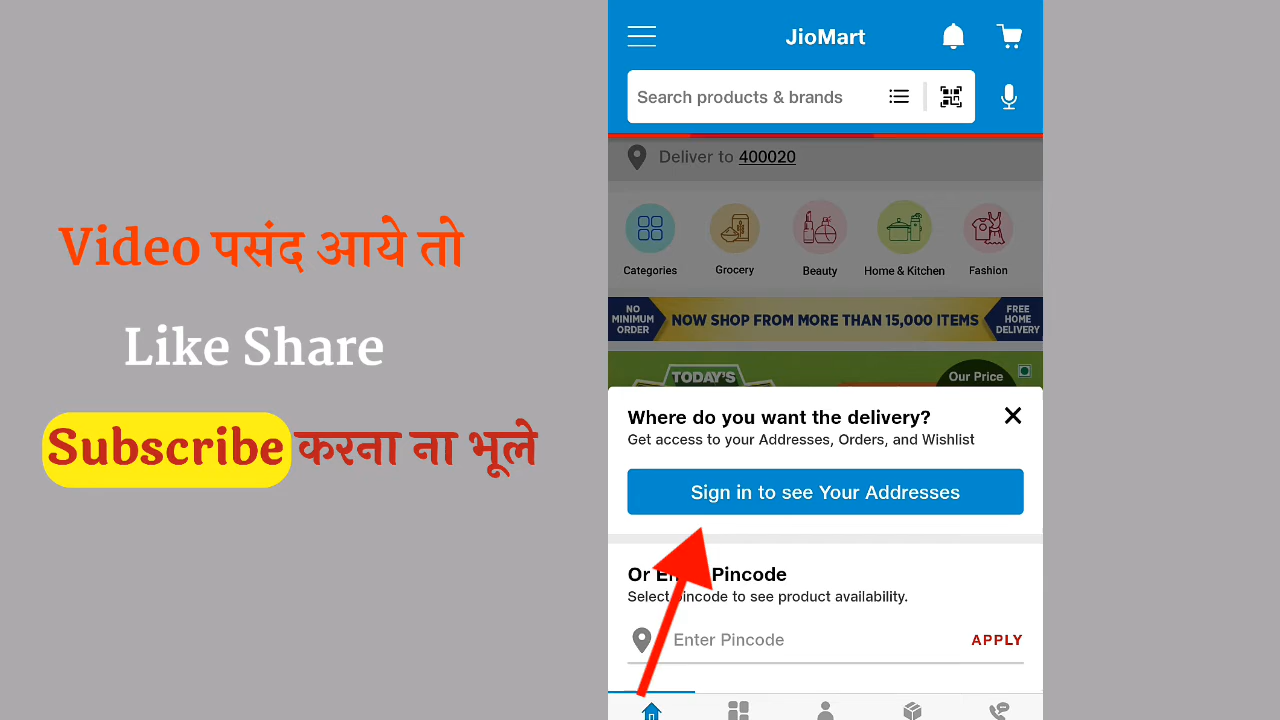 Video पसंद आये तो
Like Share
Subscribe करना ना भूले
JioMart
Search products & brands
Deliver to 400020
Categories
Grocery
Beauty
Home & Kitchen
Fashion
NO MINIMUM ORDER
NOW SHOP FROM MORE THAN 15,000 ITEMS
FREE HOME DELIVERY
TODAY'S
Our Price
Where do you want the delivery?
Get access to your Addresses, Orders, and Wishlist
Sign in to see Your Addresses
Or Enter Pincode
Select pincode to see product availability.
Enter Pincode
APPLY